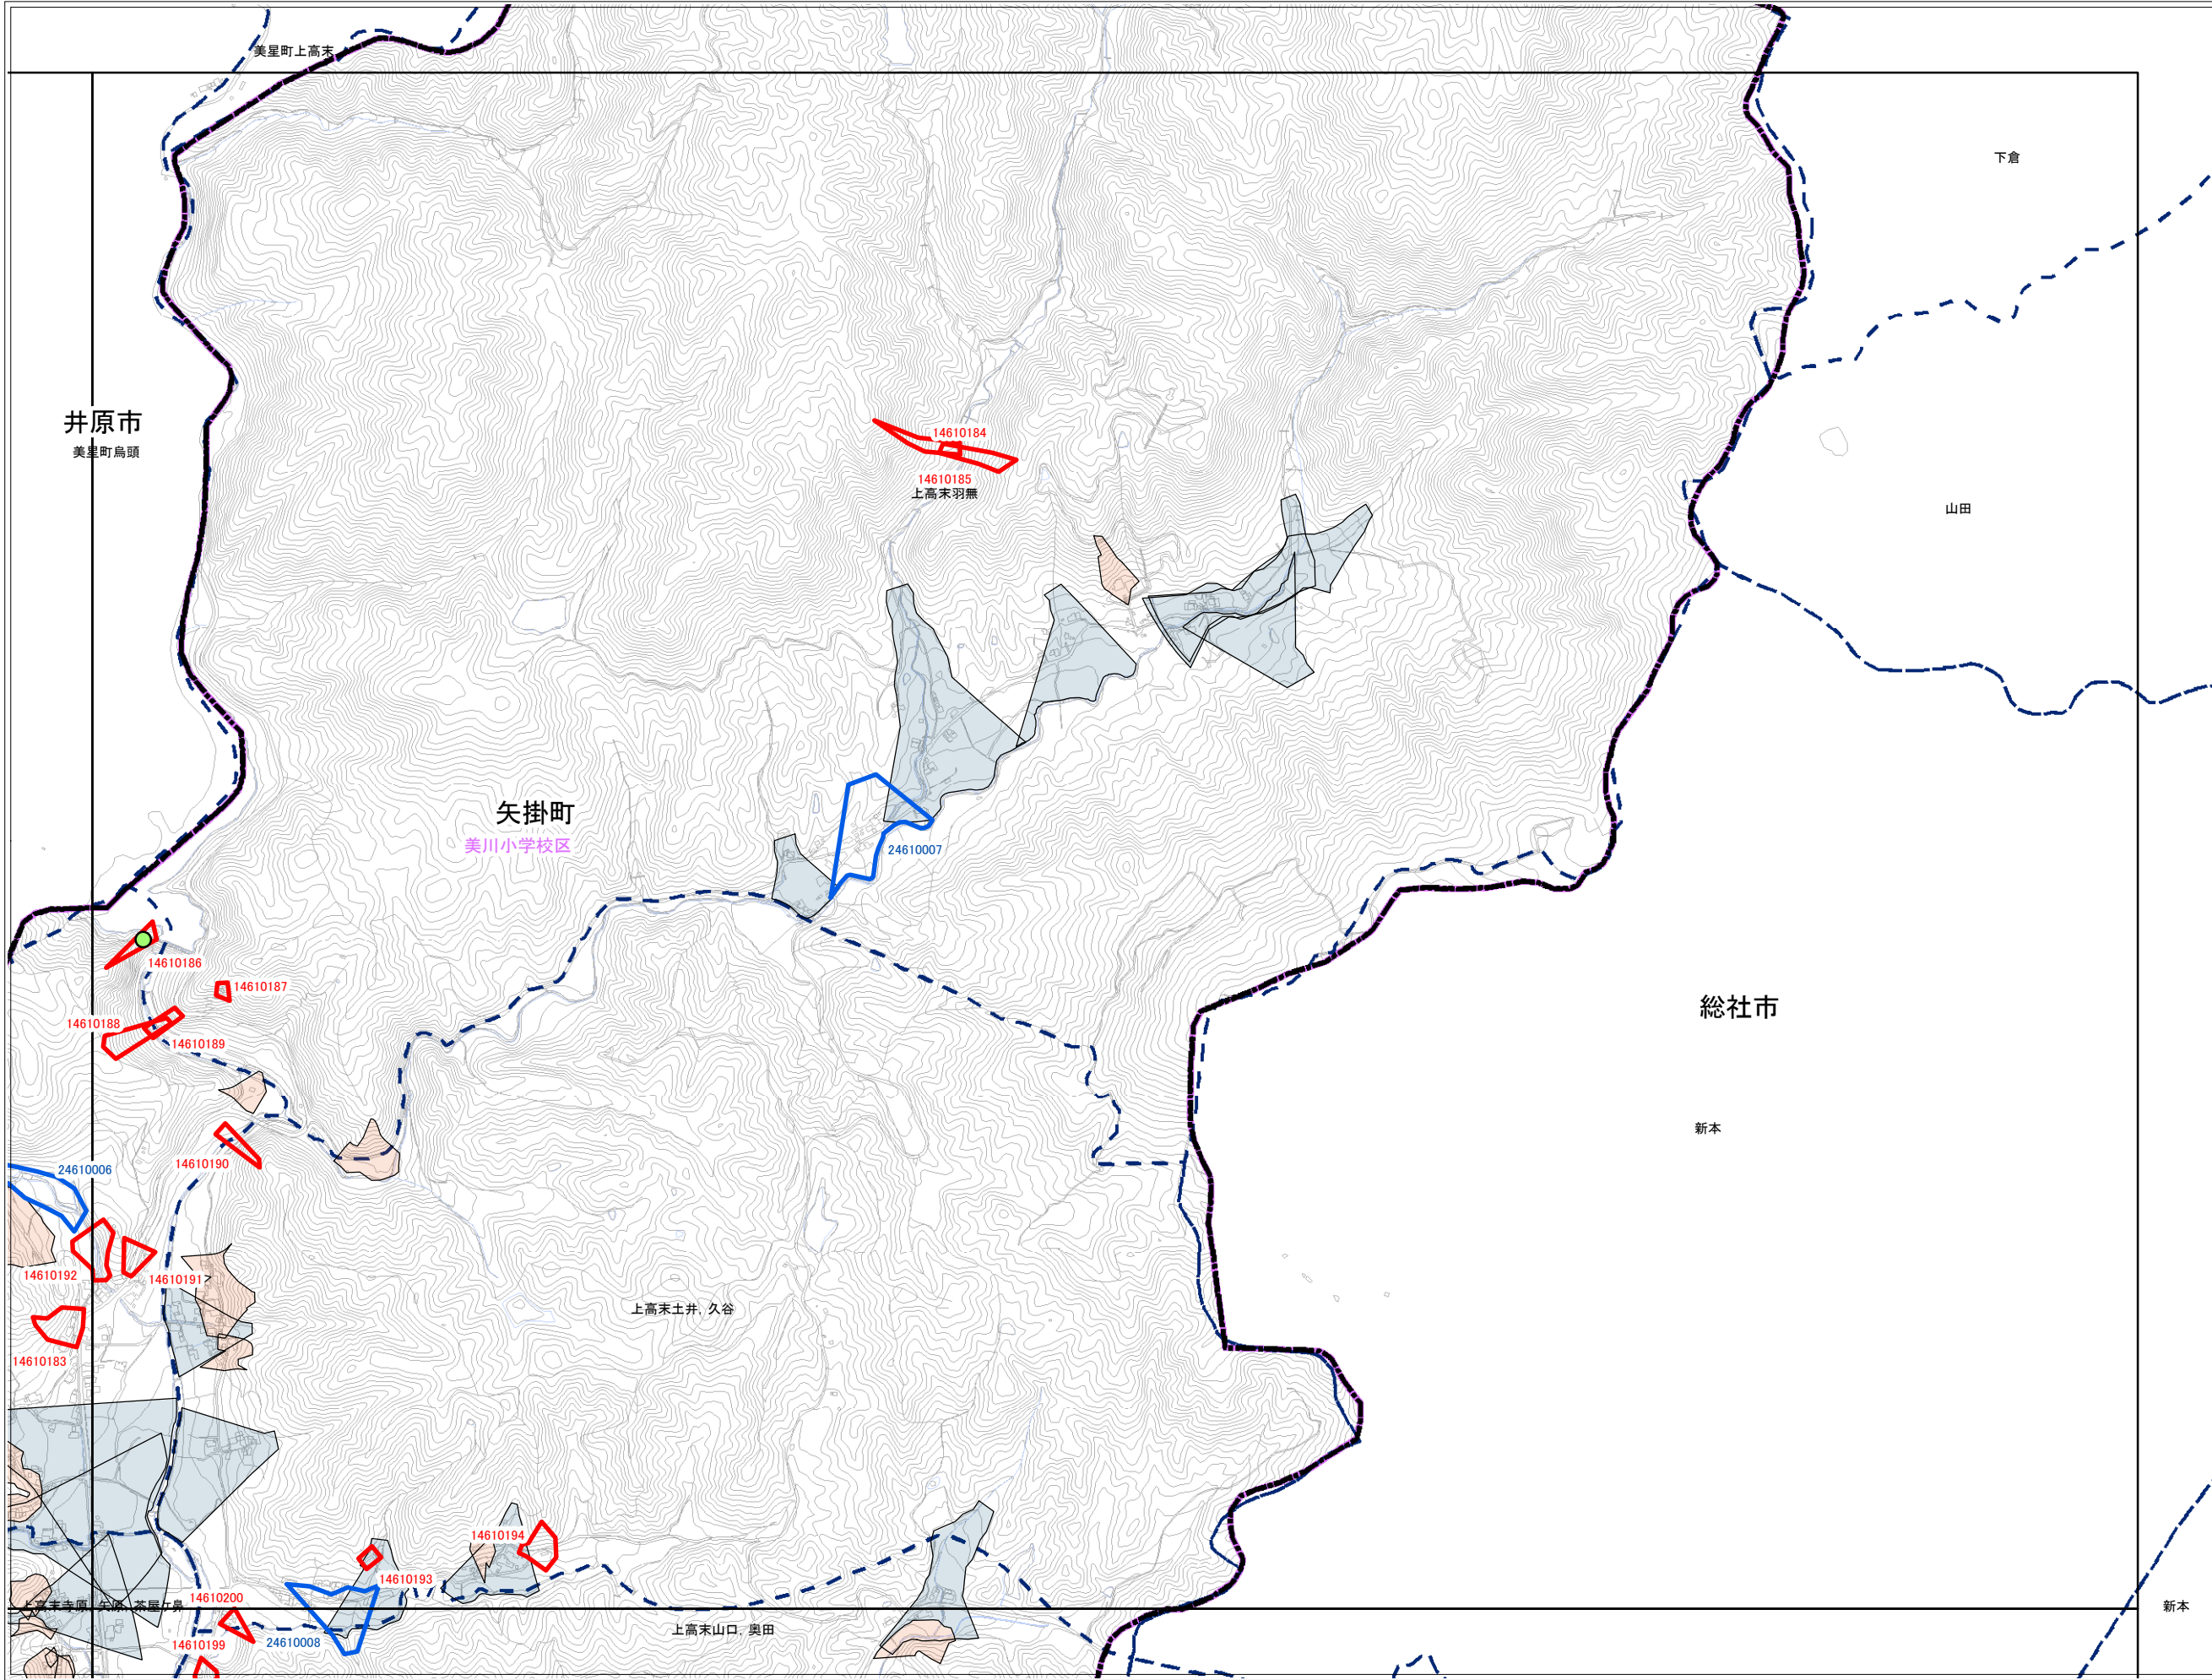 美星町上高末
下倉
井原市
美星町烏頭
14610184
14610185
上高末羽無
山田
矢掛町
美川小学校区
24610007
14610186
14610187
総社市
14610188
14610189
新本
14610190
24610006
14610192
14610191
上高末土井, 久谷
14610183
14610194
14610193
14610200
上高末寺原, 矢原, 茶屋ケ鼻
新本
上高末山口, 奥田
14610199
24610008